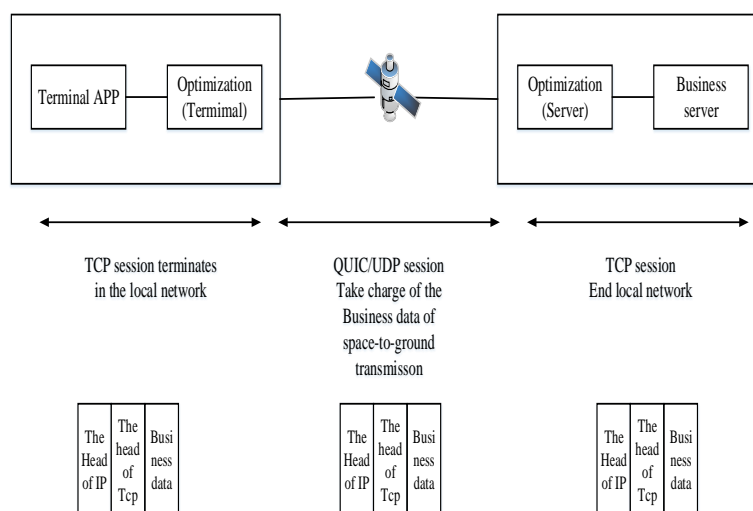 Terminal APP
Optimization
(Termimal)
Optimization
(Server)
Business
server
TCP session terminates
in the local network
QUIC/UDP session
Take charge of the
Business data of
space-to-ground
transmisson
TCP session
End local network
The
Head
of IP
The
head
of
Tcp
Busi
ness
data
The
Head
of IP
The
head
of
Tcp
Busi
ness
data
The
Head
of IP
The
head
of
Tcp
Busi
ness
data